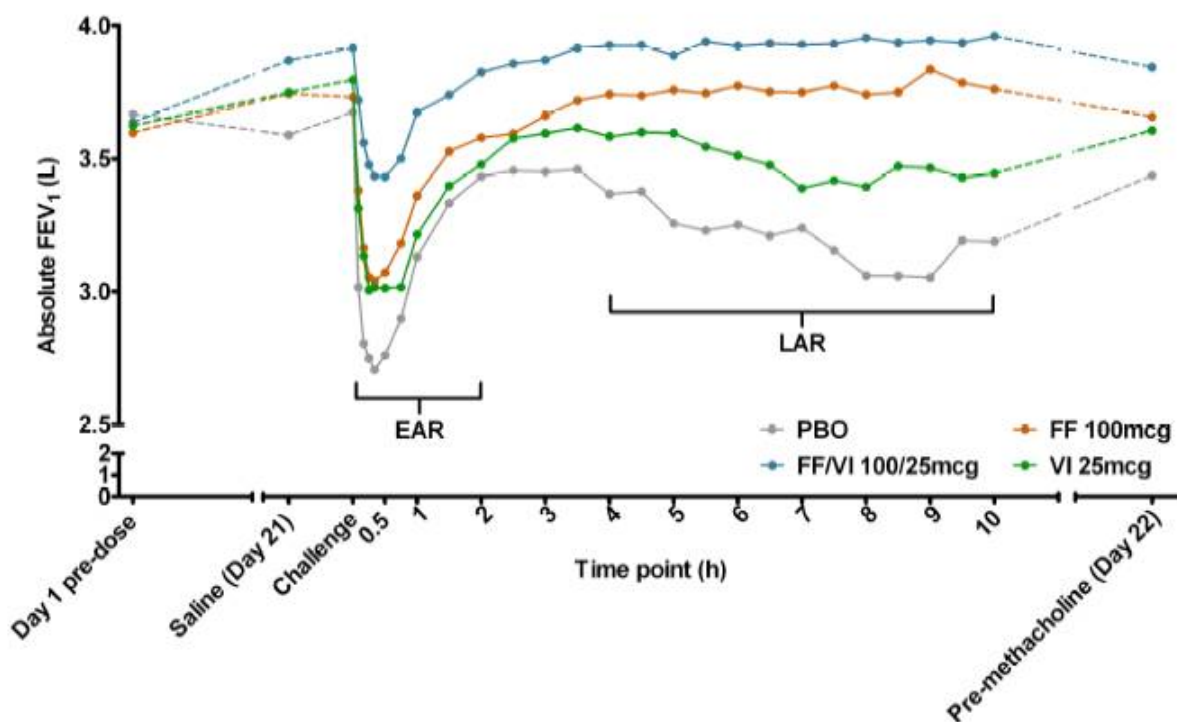 4.0
3.5
3.0
2.5
2
1
0
Absolute FEV₁ (L)
EAR
LAR
PBO
FF 100mcg
FF/VI 100/25mcg
VI 25mcg
Day 1 pre-dose
Saline (Day 21)
Challenge
0.5
1
2
3
4
5
6
7
8
9
10
Pre-methacholine (Day 22)
Time point (h)